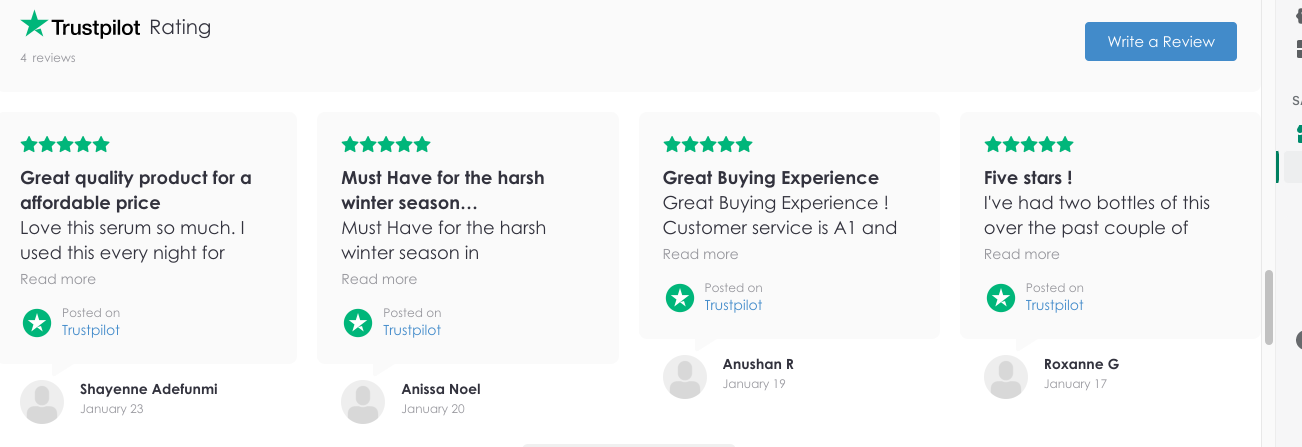 Trustpilot Rating
4 reviews
Write a Review
Great quality product for a
affordable price
Love this serum so much. I
used this every night for
Read more
Posted on
Trustpilot
Shayenne Adefunmi
January 23
Must Have for the harsh
winter season...
Must Have for the harsh
winter season in
Read more
Posted on
Trustpilot
Anissa Noel
January 20
Great Buying Experience
Great Buying Experience !
Customer service is A1 and
Read more
Posted on
Trustpilot
Anushan R
January 19
Five stars !
I've had two bottles of this
over the past couple of
Read more
Posted on
Trustpilot
Roxanne G
January 17